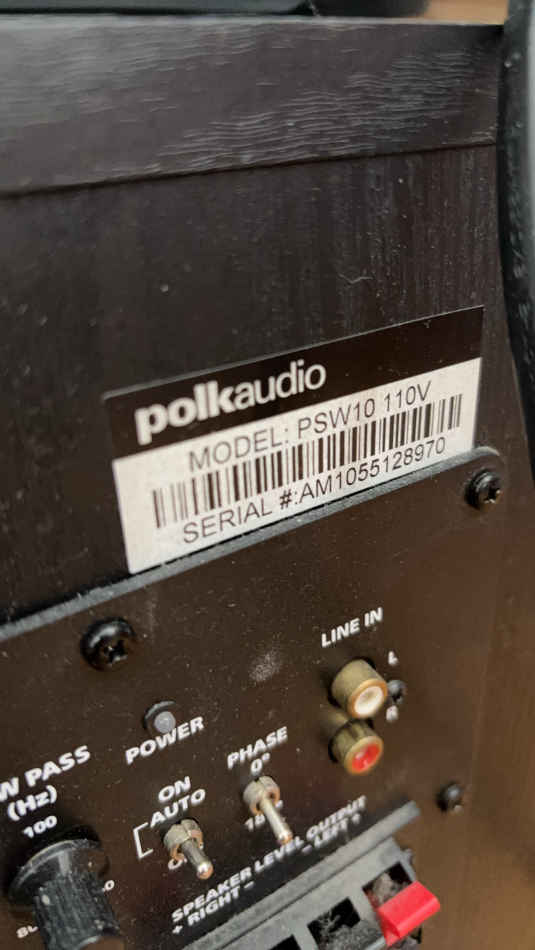 polkaudio
MODEL: PSW10 110V
SERIAL #:AM1055128970
LINE IN
L
R
POWER
PHASE
0°
W PASS
(Hz)
100
ON
AUTO
SPEAKER LEVEL OUTPUT
+ RIGHT −
− LEFT +